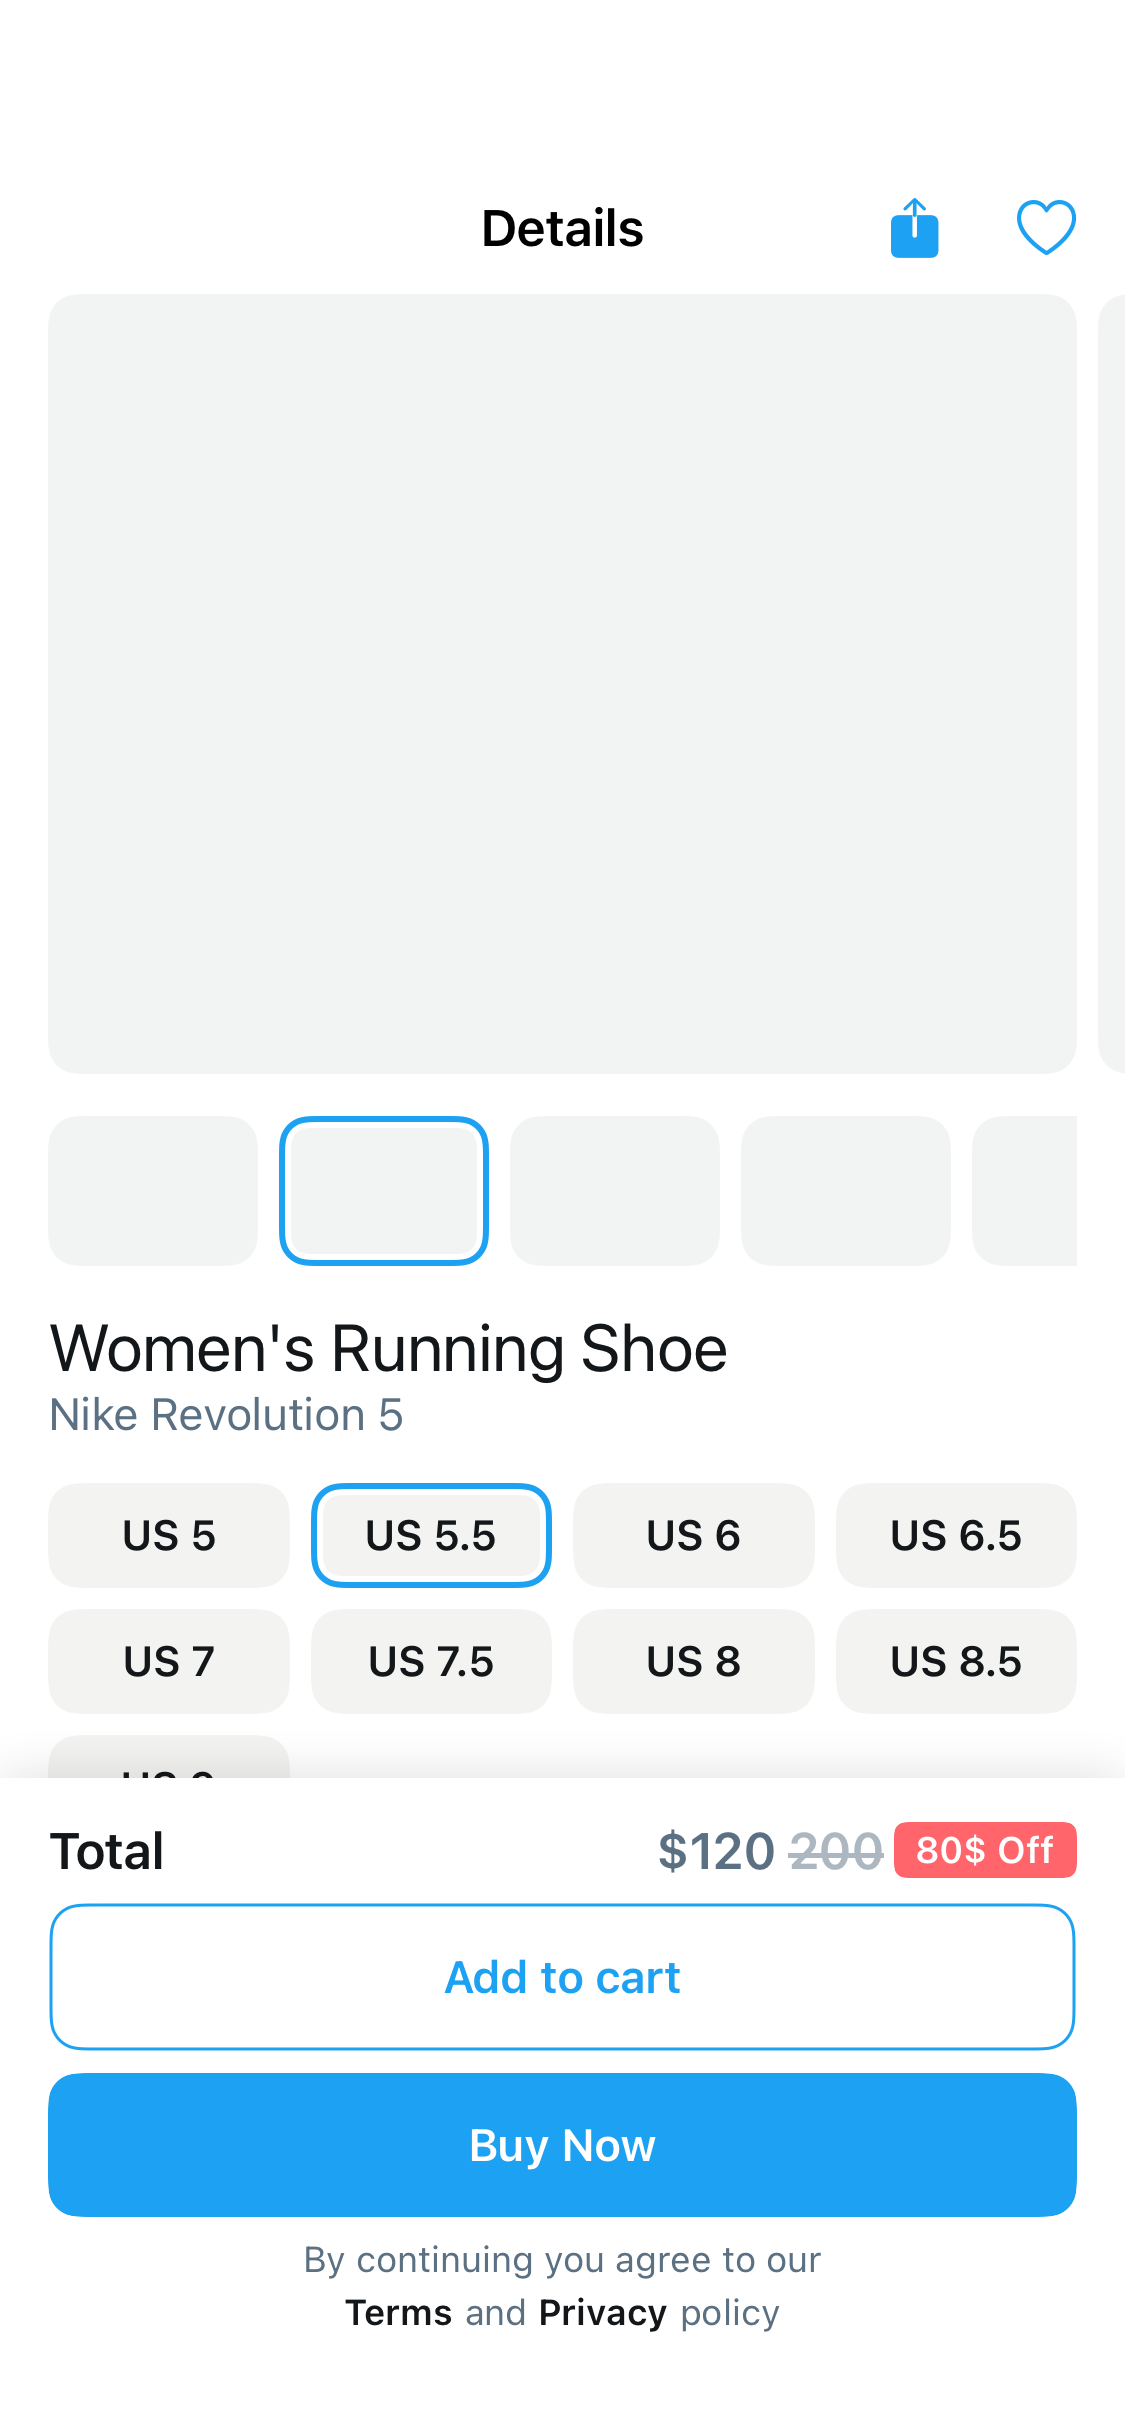 Details
Women's Running Shoe
Nike Revolution 5
US 5 US 5.5 US 6 US 6.5
US 7 US 7.5 US 8 US 8.5
Total $120 200 80$ Off
Add to cart
Buy Now
By continuing you agree to our
Terms and Privacy policy